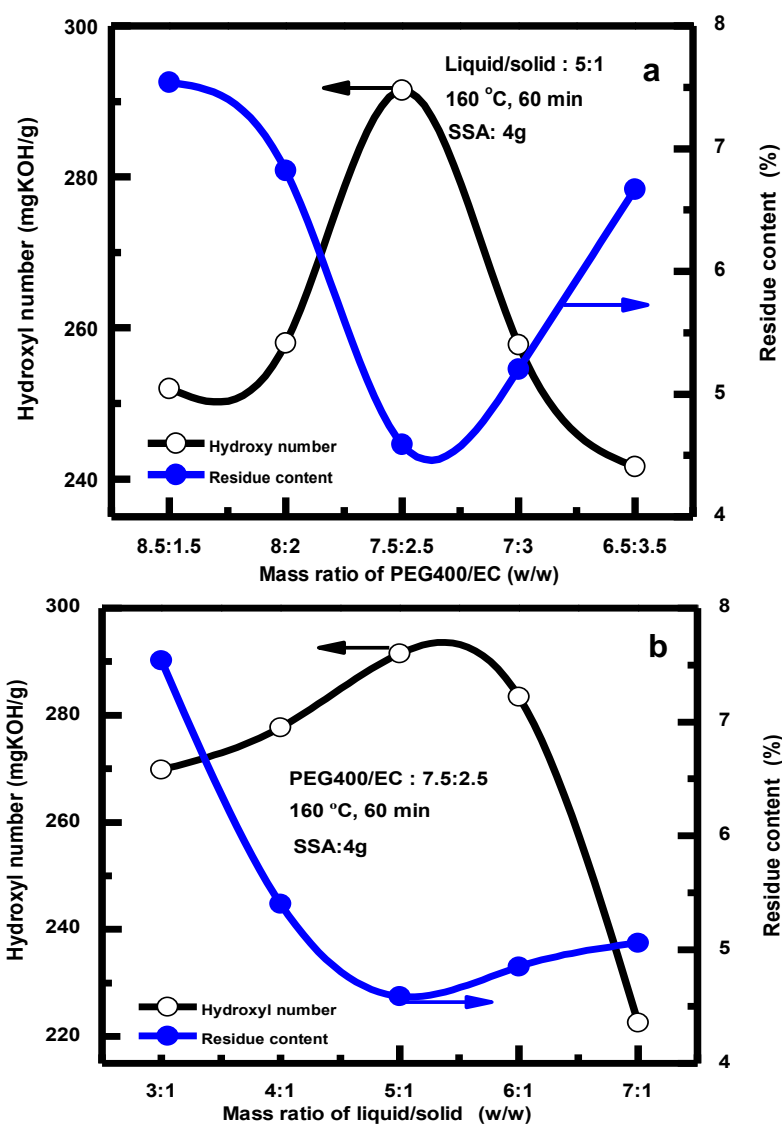 300
280
260
240
Hydroxyl number (mgKOH/g)
8
7
6
5
4
Residue content (%)
Liquid/solid : 5:1
a
160 °C, 60 min
SSA: 4g
Hydroxy number
Residue content
8.5:1.5 8:2 7.5:2.5 7:3 6.5:3.5
Mass ratio of PEG400/EC (w/w)
300
280
260
240
220
Hydroxyl number (mgKOH/g)
8
7
6
5
4
Residue content (%)
b
PEG400/EC : 7.5:2.5
160 °C, 60 min
SSA:4g
Hydroxyl number
Residue content
3:1 4:1 5:1 6:1 7:1
Mass ratio of liquid/solid (w/w)